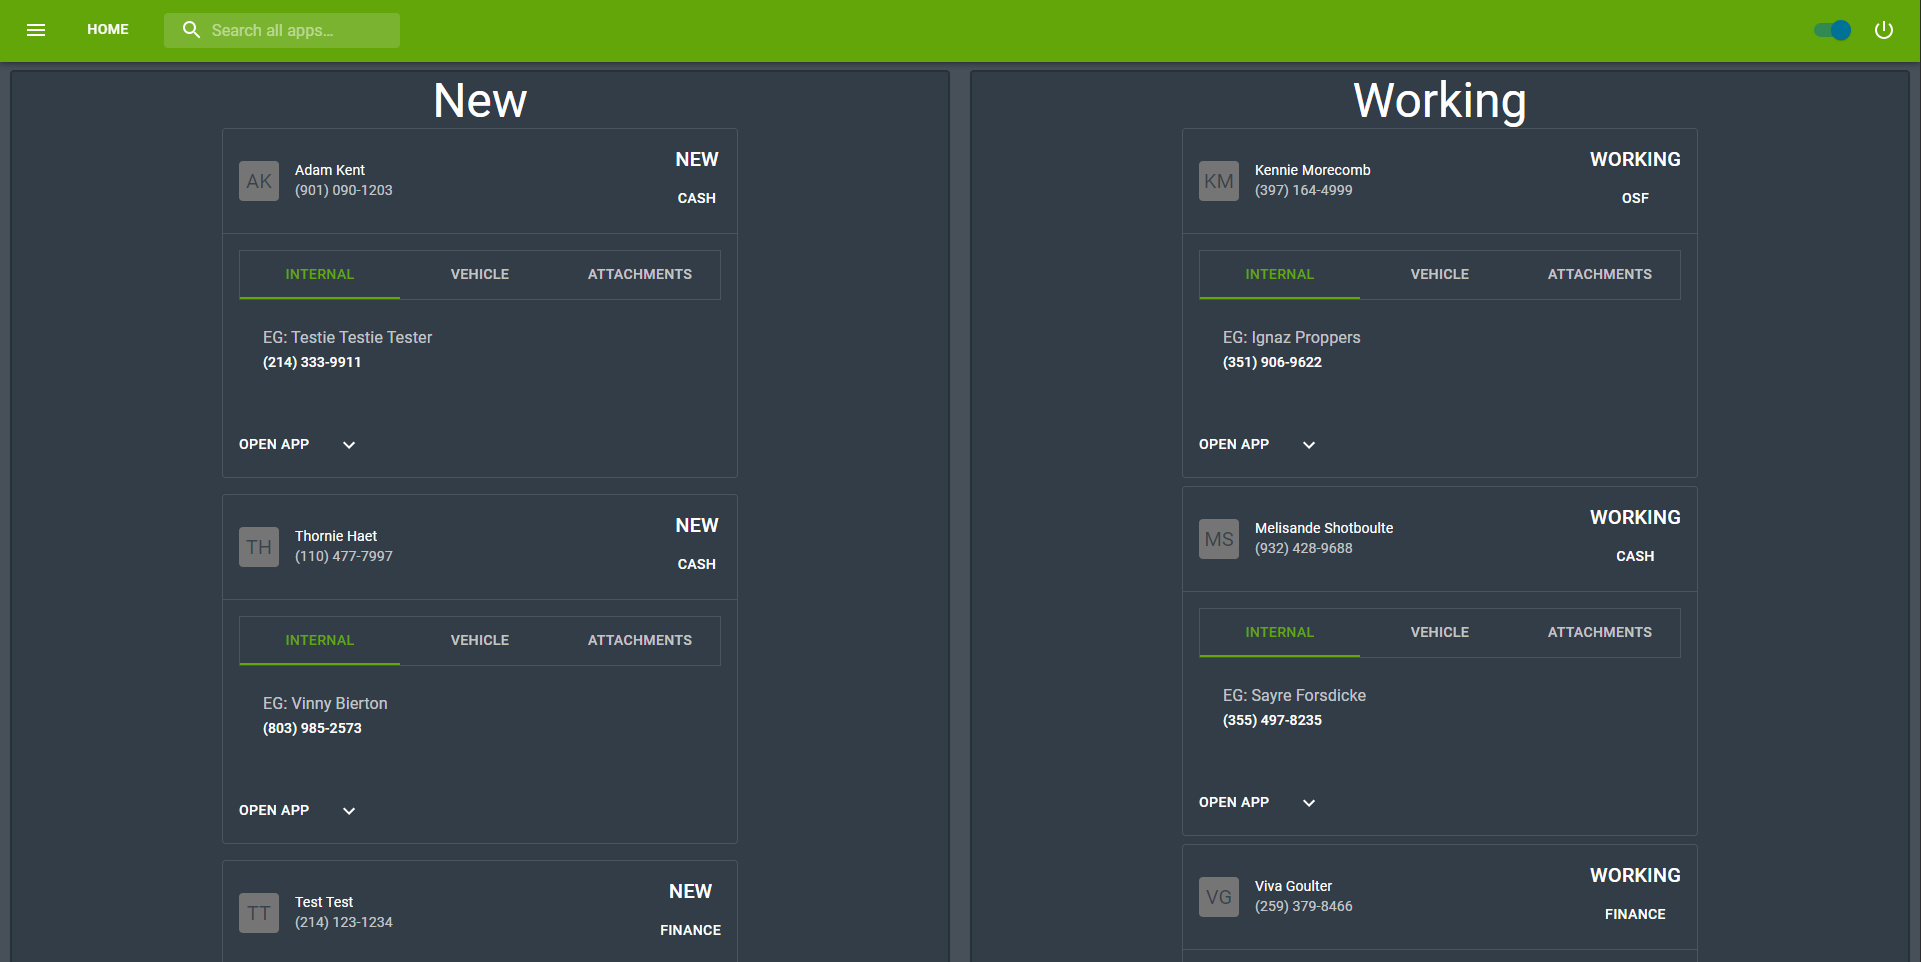 HOME
Search all apps...
New
AK
Adam Kent
(901) 090-1203
NEW
CASH
INTERNAL
VEHICLE
ATTACHMENTS
EG: Testie Testie Tester
(214) 333-9911
OPEN APP
TH
Thornie Haet
(110) 477-7997
NEW
CASH
INTERNAL
VEHICLE
ATTACHMENTS
EG: Vinny Bierton
(803) 985-2573
OPEN APP
TT
Test Test
(214) 123-1234
NEW
FINANCE
Working
KM
Kennie Morecomb
(397) 164-4999
WORKING
OSF
INTERNAL
VEHICLE
ATTACHMENTS
EG: Ignaz Proppers
(351) 906-9622
OPEN APP
MS
Melisande Shotboulte
(932) 428-9688
WORKING
CASH
INTERNAL
VEHICLE
ATTACHMENTS
EG: Sayre Forsdicke
(355) 497-8235
OPEN APP
VG
Viva Goulter
(259) 379-8466
WORKING
FINANCE